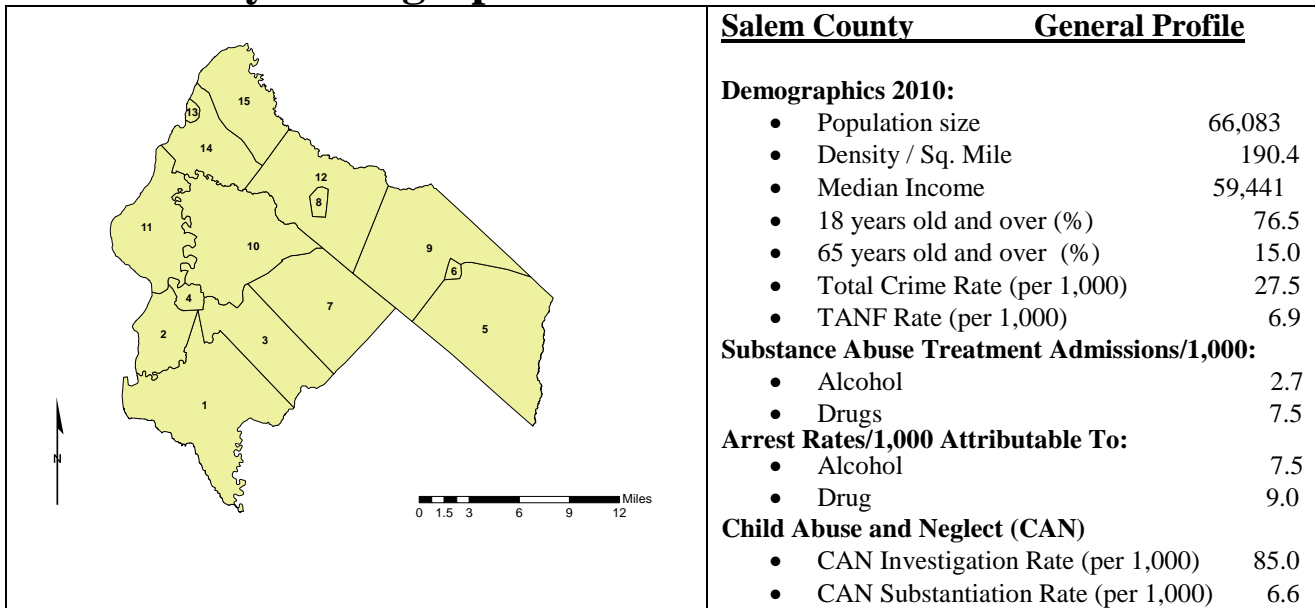 15
13
14
12
8
11
10
9
6
4
7
5
2
3
1
N
Miles
0 1.5 3 6 9 12
Salem County General Profile
Demographics 2010:
• Population size 66,083
• Density / Sq. Mile 190.4
• Median Income 59,441
• 18 years old and over (%) 76.5
• 65 years old and over (%) 15.0
• Total Crime Rate (per 1,000) 27.5
• TANF Rate (per 1,000) 6.9
Substance Abuse Treatment Admissions/1,000:
• Alcohol 2.7
• Drugs 7.5
Arrest Rates/1,000 Attributable To:
• Alcohol 7.5
• Drug 9.0
Child Abuse and Neglect (CAN)
• CAN Investigation Rate (per 1,000) 85.0
• CAN Substantiation Rate (per 1,000) 6.6